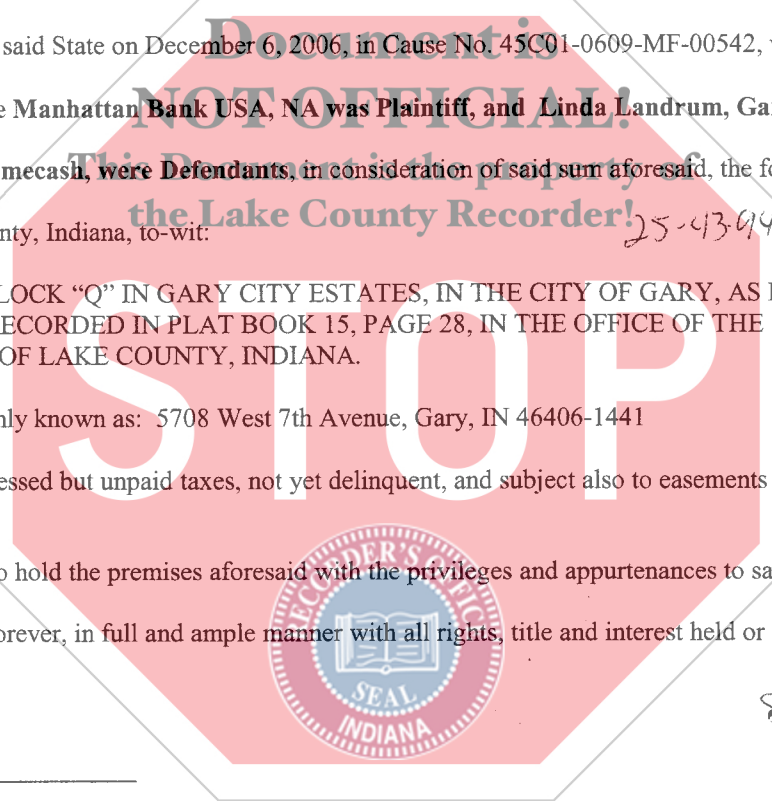 Document is
said State on December 6, 2006, in Cause No. 45C01-0609-MF-00542,
NOT OFFICIAL!
e Manhattan Bank USA, NA was Plaintiff, and Linda Landrum, Ga
This Document is the property of
mecash, were Defendants, in consideration of said sum aforesaid, the fo
the Lake County Recorder!
nty, Indiana, to-wit:
LOCK “Q” IN GARY CITY ESTATES, IN THE CITY OF GARY, AS
ECORDED IN PLAT BOOK 15, PAGE 28, IN THE OFFICE OF THE
OF LAKE COUNTY, INDIANA.
STOP
nly known as: 5708 West 7th Avenue, Gary, IN 46406-1441
essed but unpaid taxes, not yet delinquent, and subject also to easements
o hold the premises aforesaid with the privileges and appurtenances to sa
orever, in full and ample manner with all rights, title and interest held or
RECORDER'S OFFICE
SEAL
INDIANA